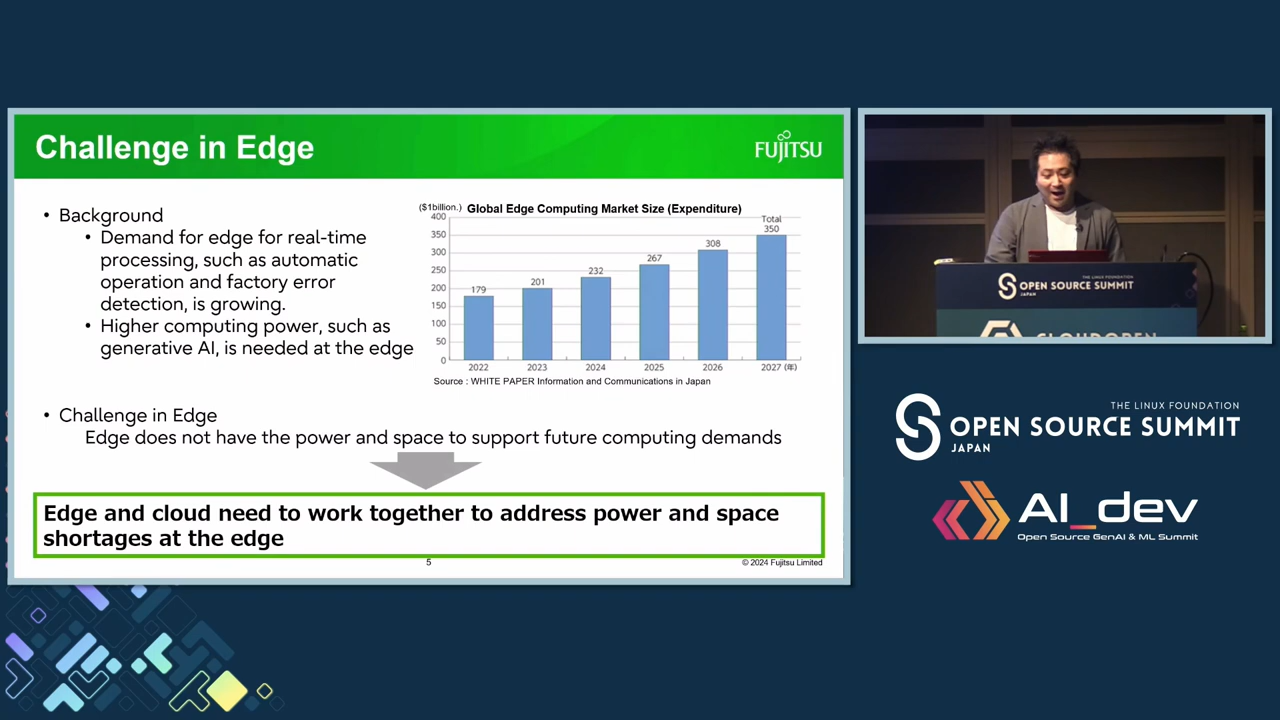 Challenge in Edge
FUJITSU
• Background
• Demand for edge for real-time
processing, such as automatic
operation and factory error
detection, is growing.
• Higher computing power, such as
generative AI, is needed at the edge
($1billion.) Global Edge Computing Market Size (Expenditure)
400
350
300
250
200
150
100
50
0
179
201
232
267
308
Total
350
2022
2023
2024
2025
2026
2027 (年)
Source : WHITE PAPER Information and Communications in Japan
• Challenge in Edge
Edge does not have the power and space to support future computing demands
Edge and cloud need to work together to address power and space
shortages at the edge
5
© 2024 Fujitsu Limited
THE LINUX FOUNDATION
OPEN SOURCE SUMMIT
JAPAN
CLOUDOPEN
THE LINUX FOUNDATION
OPEN SOURCE SUMMIT
JAPAN
AI_dev
Open Source GenAI & ML Summit